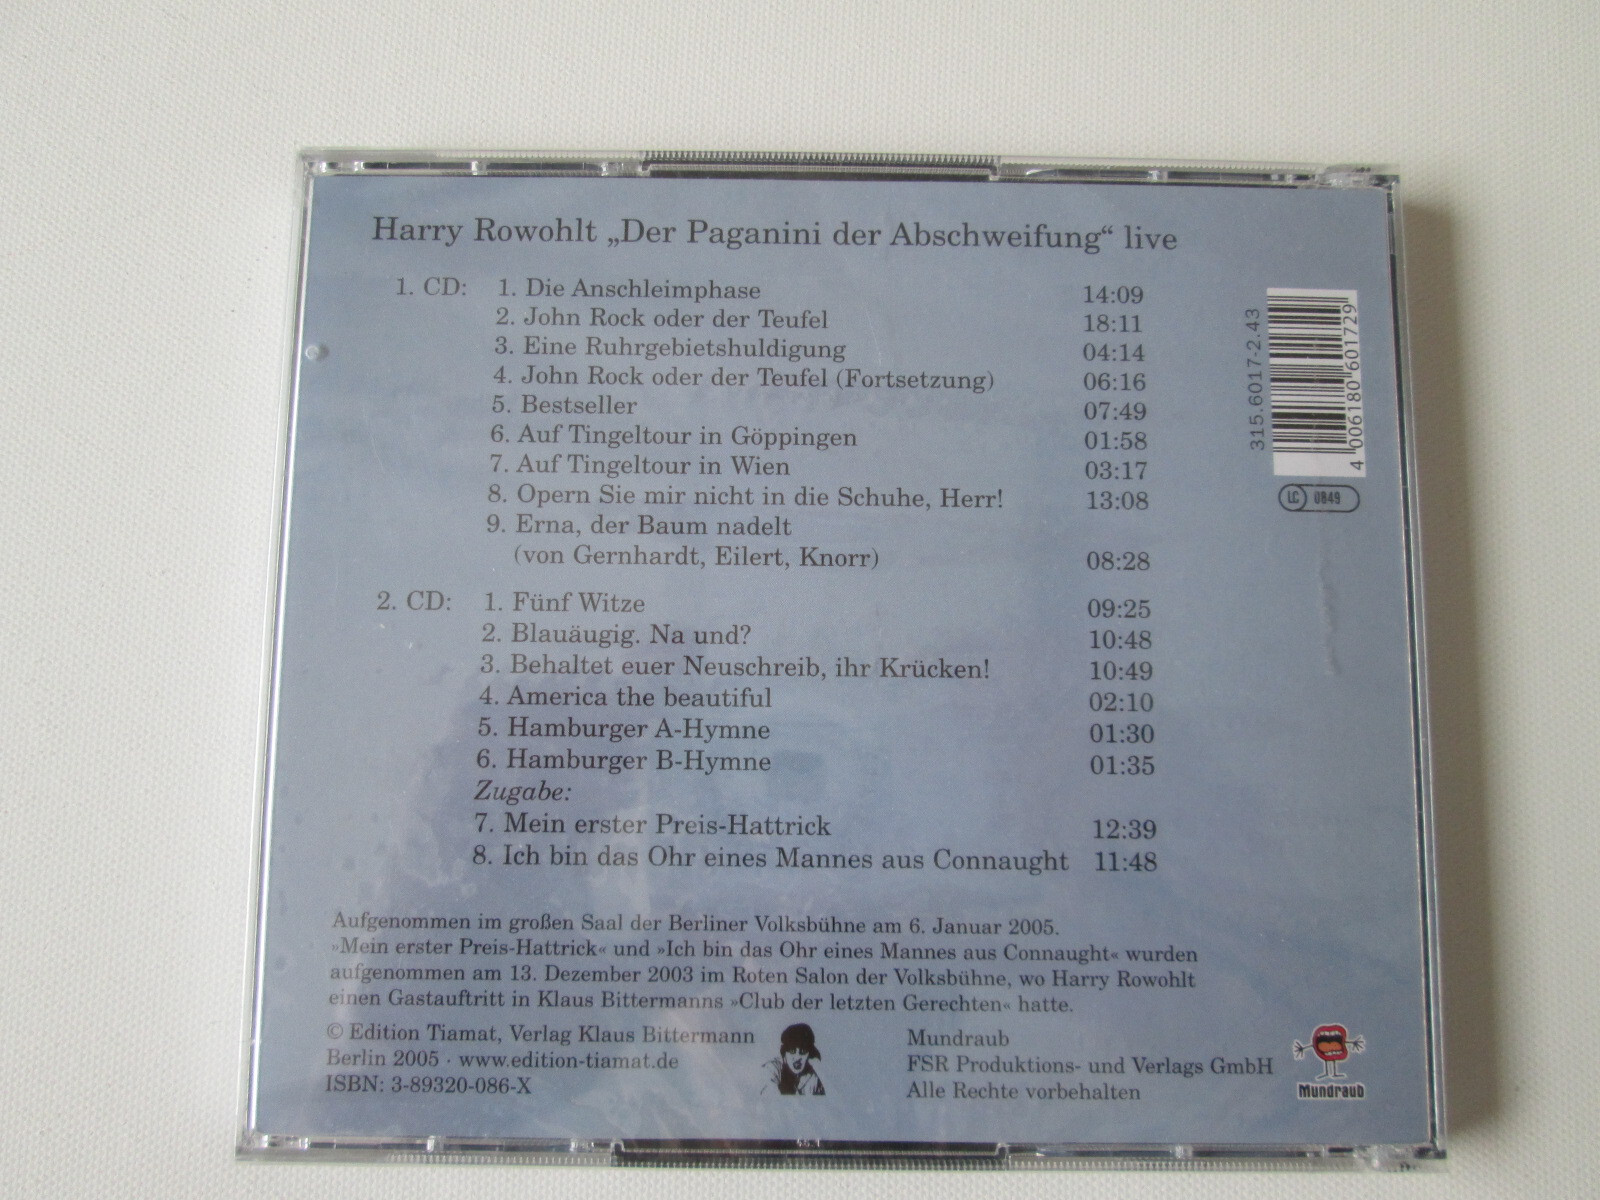 Harry Rowohlt „Der Paganini der Abschweifung“ live
1. CD: 1. Die Anschleimphase 14:09
2. John Rock oder der Teufel 18:11
3. Eine Ruhrgebietshuldigung 04:14
4. John Rock oder der Teufel (Fortsetzung) 06:16
5. Bestseller 07:49
6. Auf Tingeltour in Göppingen 01:58
7. Auf Tingeltour in Wien 03:17
8. Opern Sie mir nicht in die Schuhe, Herr! 13:08
9. Erna, der Baum nadelt
(von Gernhardt, Eilert, Knorr) 08:28
2. CD: 1. Fünf Witze 09:25
2. Blauäugig. Na und? 10:48
3. Behaltet euer Neuschreib, ihr Krücken! 10:49
4. America the beautiful 02:10
5. Hamburger A-Hymne 01:30
6. Hamburger B-Hymne 01:35
Zugabe:
7. Mein erster Preis-Hattrick 12:39
8. Ich bin das Ohr eines Mannes aus Connaught 11:48
315.6017-2.43
4 006180 601729
LC 0849
Aufgenommen im großen Saal der Berliner Volksbühne am 6. Januar 2005.
»Mein erster Preis-Hattrick« und »Ich bin das Ohr eines Mannes aus Connaught« wurden
aufgenommen am 13. Dezember 2003 im Roten Salon der Volksbühne, wo Harry Rowohlt
einen Gastauftritt in Klaus Bittermanns »Club der letzten Gerechten« hatte.
© Edition Tiamat, Verlag Klaus Bittermann
Berlin 2005 · www.edition-tiamat.de
ISBN: 3-89320-086-X
Mundraub
FSR Produktions- und Verlags GmbH
Alle Rechte vorbehalten
Mundraub